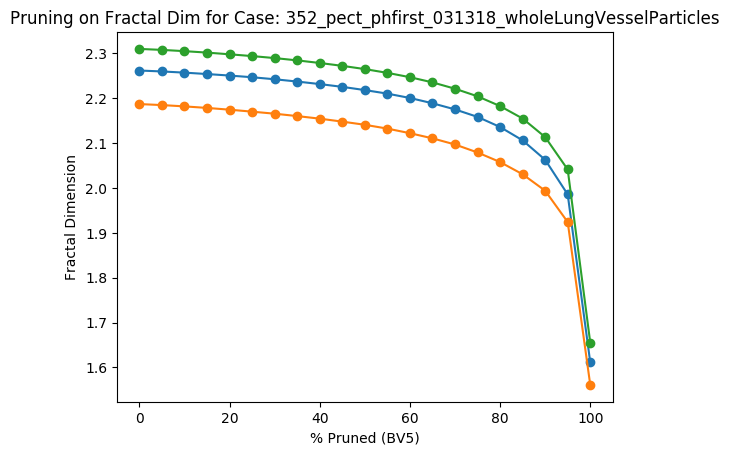 Pruning on Fractal Dim for Case: 352_pect_phfirst_031318_wholeLungVesselParticles
2.3
2.2
2.1
2.0
1.9
1.8
1.7
1.6
Fractal Dimension
0 20 40 60 80 100
% Pruned (BV5)